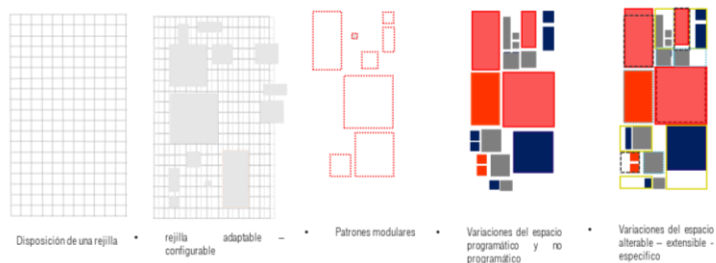 Disposición de una rejilla
• rejilla adaptable –
configurable
• Patrones modulares
• Variaciones del espacio
programático y no
programático
• Variaciones del espacio
alterable – extensible -
específico